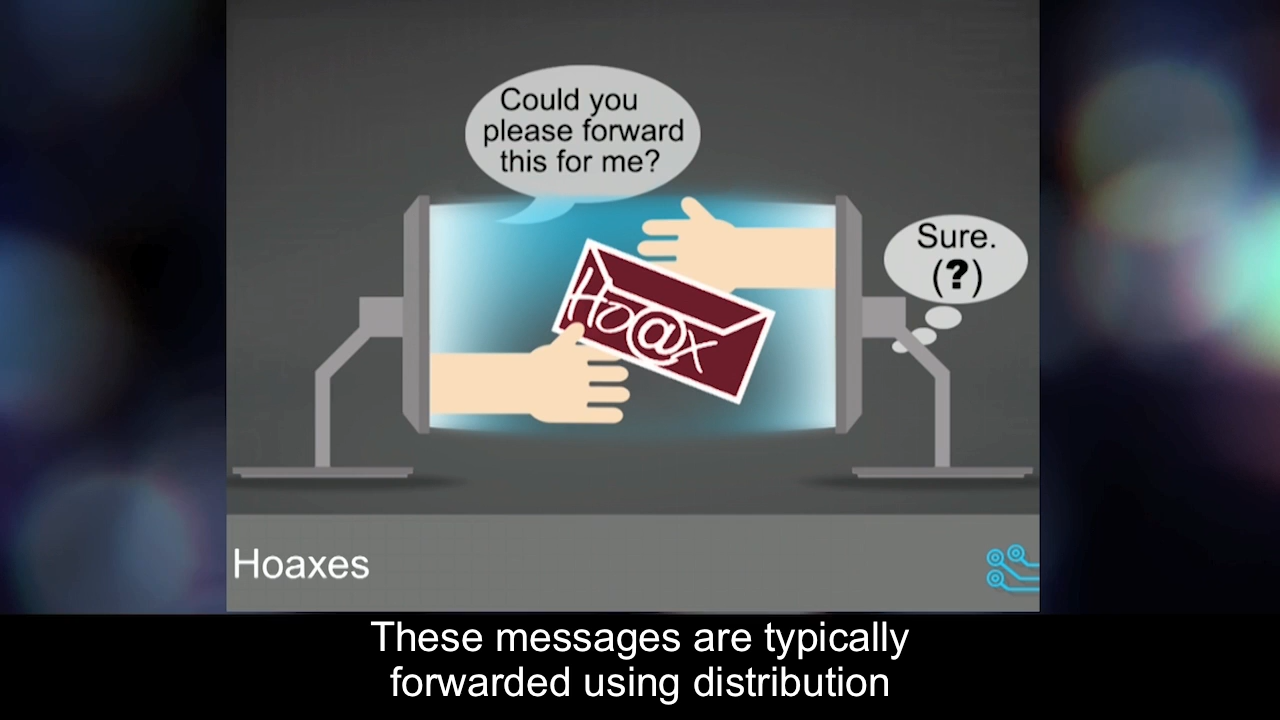 Could you
please forward
this for me?
Sure.
(?)
Ho@x
Hoaxes
These messages are typically
forwarded using distribution